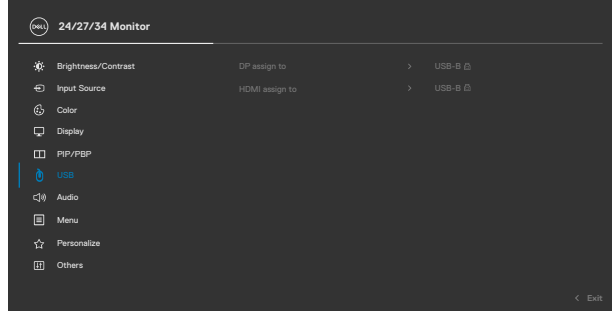 DELL 24/27/34 Monitor
Brightness/Contrast DP assign to > USB-B
Input Source HDMI assign to > USB-B
Color
Display
PIP/PBP
USB
Audio
Menu
Personalize
Others
< Exit